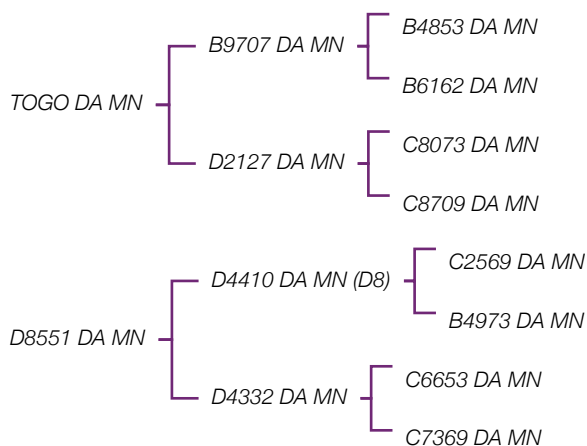 B4853 DA MN
B9707 DA MN
B6162 DA MN
TOGO DA MN
C8073 DA MN
D2127 DA MN
C8709 DA MN
C2569 DA MN
D4410 DA MN (D8)
B4973 DA MN
D8551 DA MN
C6653 DA MN
D4332 DA MN
C7369 DA MN